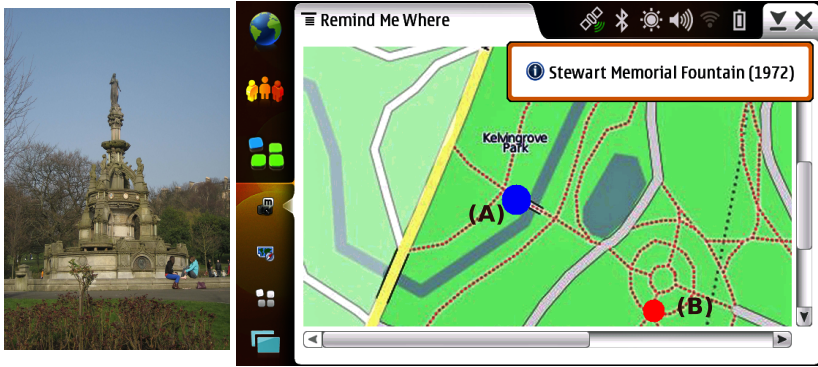 Remind Me Where
Stewart Memorial Fountain (1972)
Kelvingrove
Park
(A)
(B)